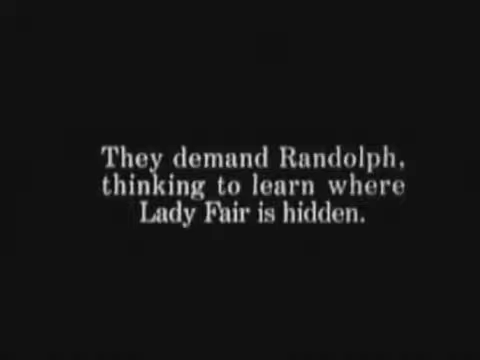 They demand Randolph,
thinking to learn where
Lady Fair is hidden.